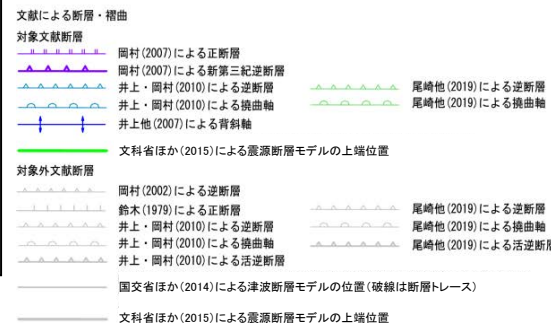 文献による断層・褶曲
対象文献断層
岡村(2007)による正断層
岡村(2007)による新第三紀逆断層
井上・岡村(2010)による逆断層
尾崎他(2019)による逆断層
井上・岡村(2010)による撓曲軸
尾崎他(2019)による撓曲軸
井上他(2007)による背斜軸
文科省ほか(2015)による震源断層モデルの上端位置
対象外文献断層
岡村(2002)による逆断層
鈴木(1979)による正断層
尾崎他(2019)による逆断層
井上・岡村(2010)による逆断層
尾崎他(2019)による撓曲軸
井上・岡村(2010)による撓曲軸
尾崎他(2019)による活逆断層
井上・岡村(2010)による活逆断層
国交省ほか(2014)による津波断層モデルの位置(破線は断層トレース)
文科省ほか(2015)による震源断層モデルの上端位置